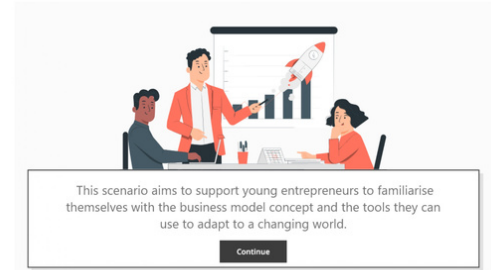 This scenario aims to support young entrepreneurs to familiarise
themselves with the business model concept and the tools they can
use to adapt to a changing world.
Continue